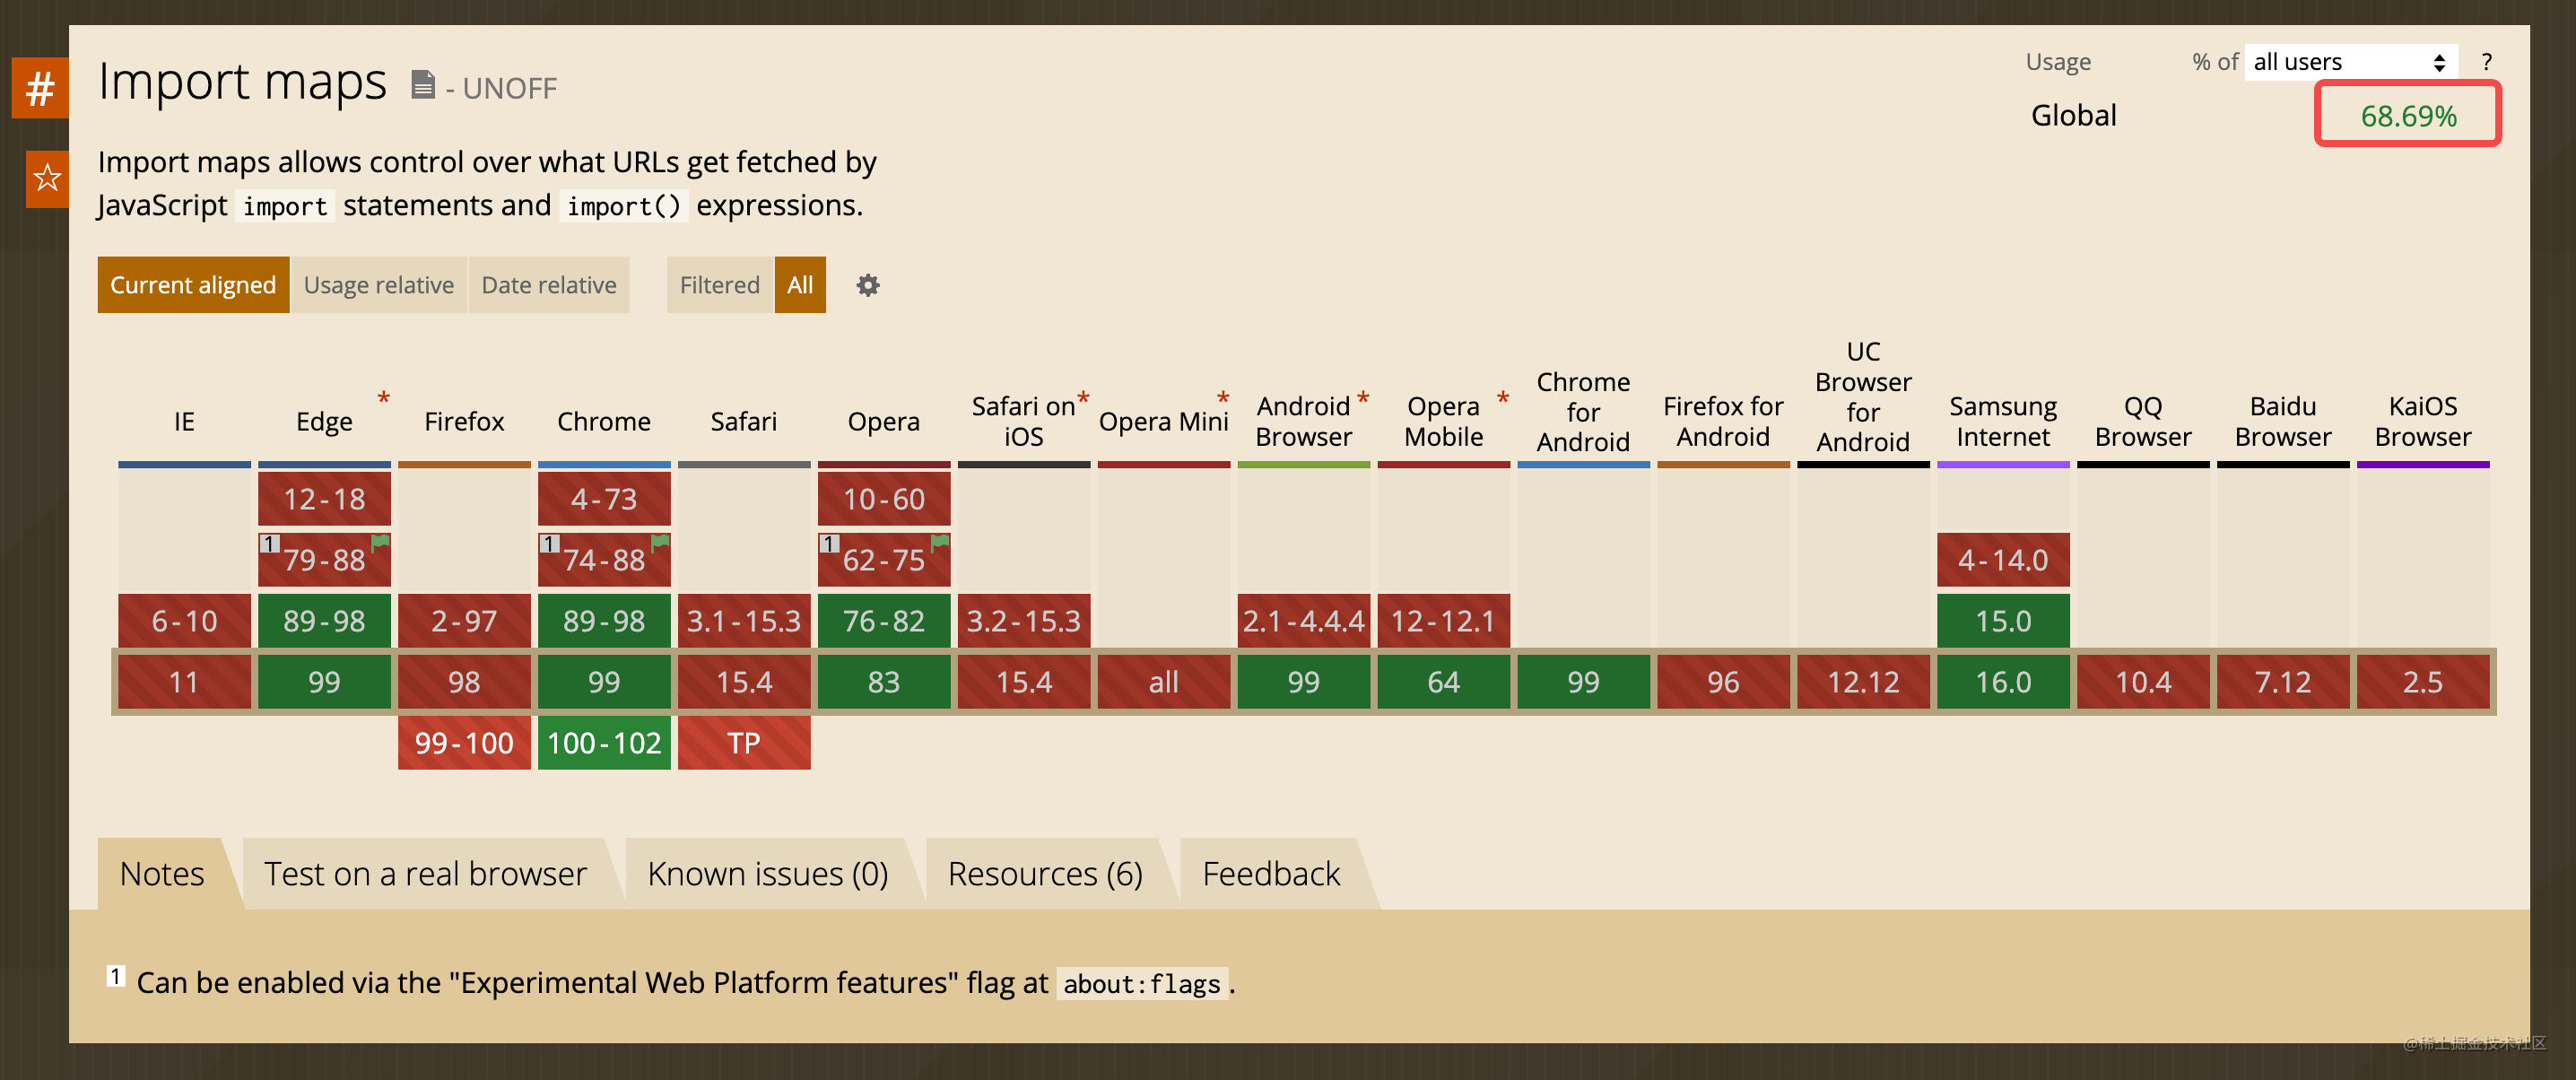 #
Import maps - UNOFF
Usage % of all users ?
Global 68.69%
Import maps allows control over what URLs get fetched by
JavaScript import statements and import() expressions.
Current aligned Usage relative Date relative Filtered All
IE Edge * Firefox Chrome Safari Opera Safari on iOS * Opera Mini * Android Browser * Opera Mobile * Chrome for Android Firefox for Android UC Browser for Android Samsung Internet QQ Browser Baidu Browser KaiOS Browser
12-18 4-73 10-60
1 79-88 1 74-88 1 62-75 4-14.0
6-10 89-98 2-97 89-98 3.1-15.3 76-82 3.2-15.3 2.1-4.4.4 12-12.1 15.0
11 99 98 99 15.4 83 15.4 all 99 64 99 96 12.12 16.0 10.4 7.12 2.5
99-100 100-102 TP
Notes Test on a real browser Known issues (0) Resources (6) Feedback
1 Can be enabled via the "Experimental Web Platform features" flag at about:flags.
@稀土掘金技术社区